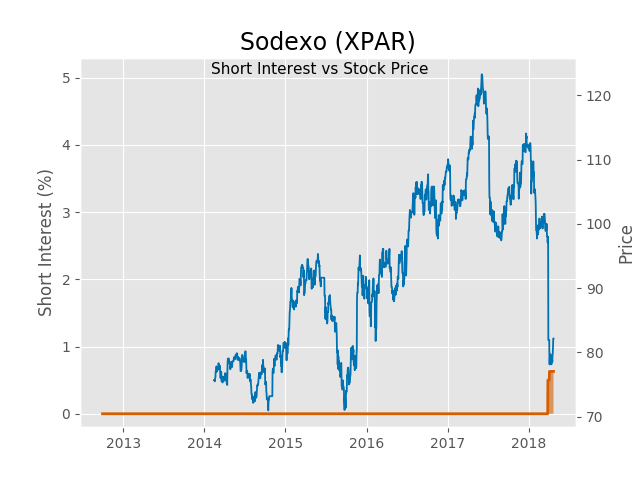 Sodexo (XPAR)
Short Interest vs Stock Price
Short Interest (%)
5
4
3
2
1
0
120
110
100
90
80
70
Price
2013 2014 2015 2016 2017 2018